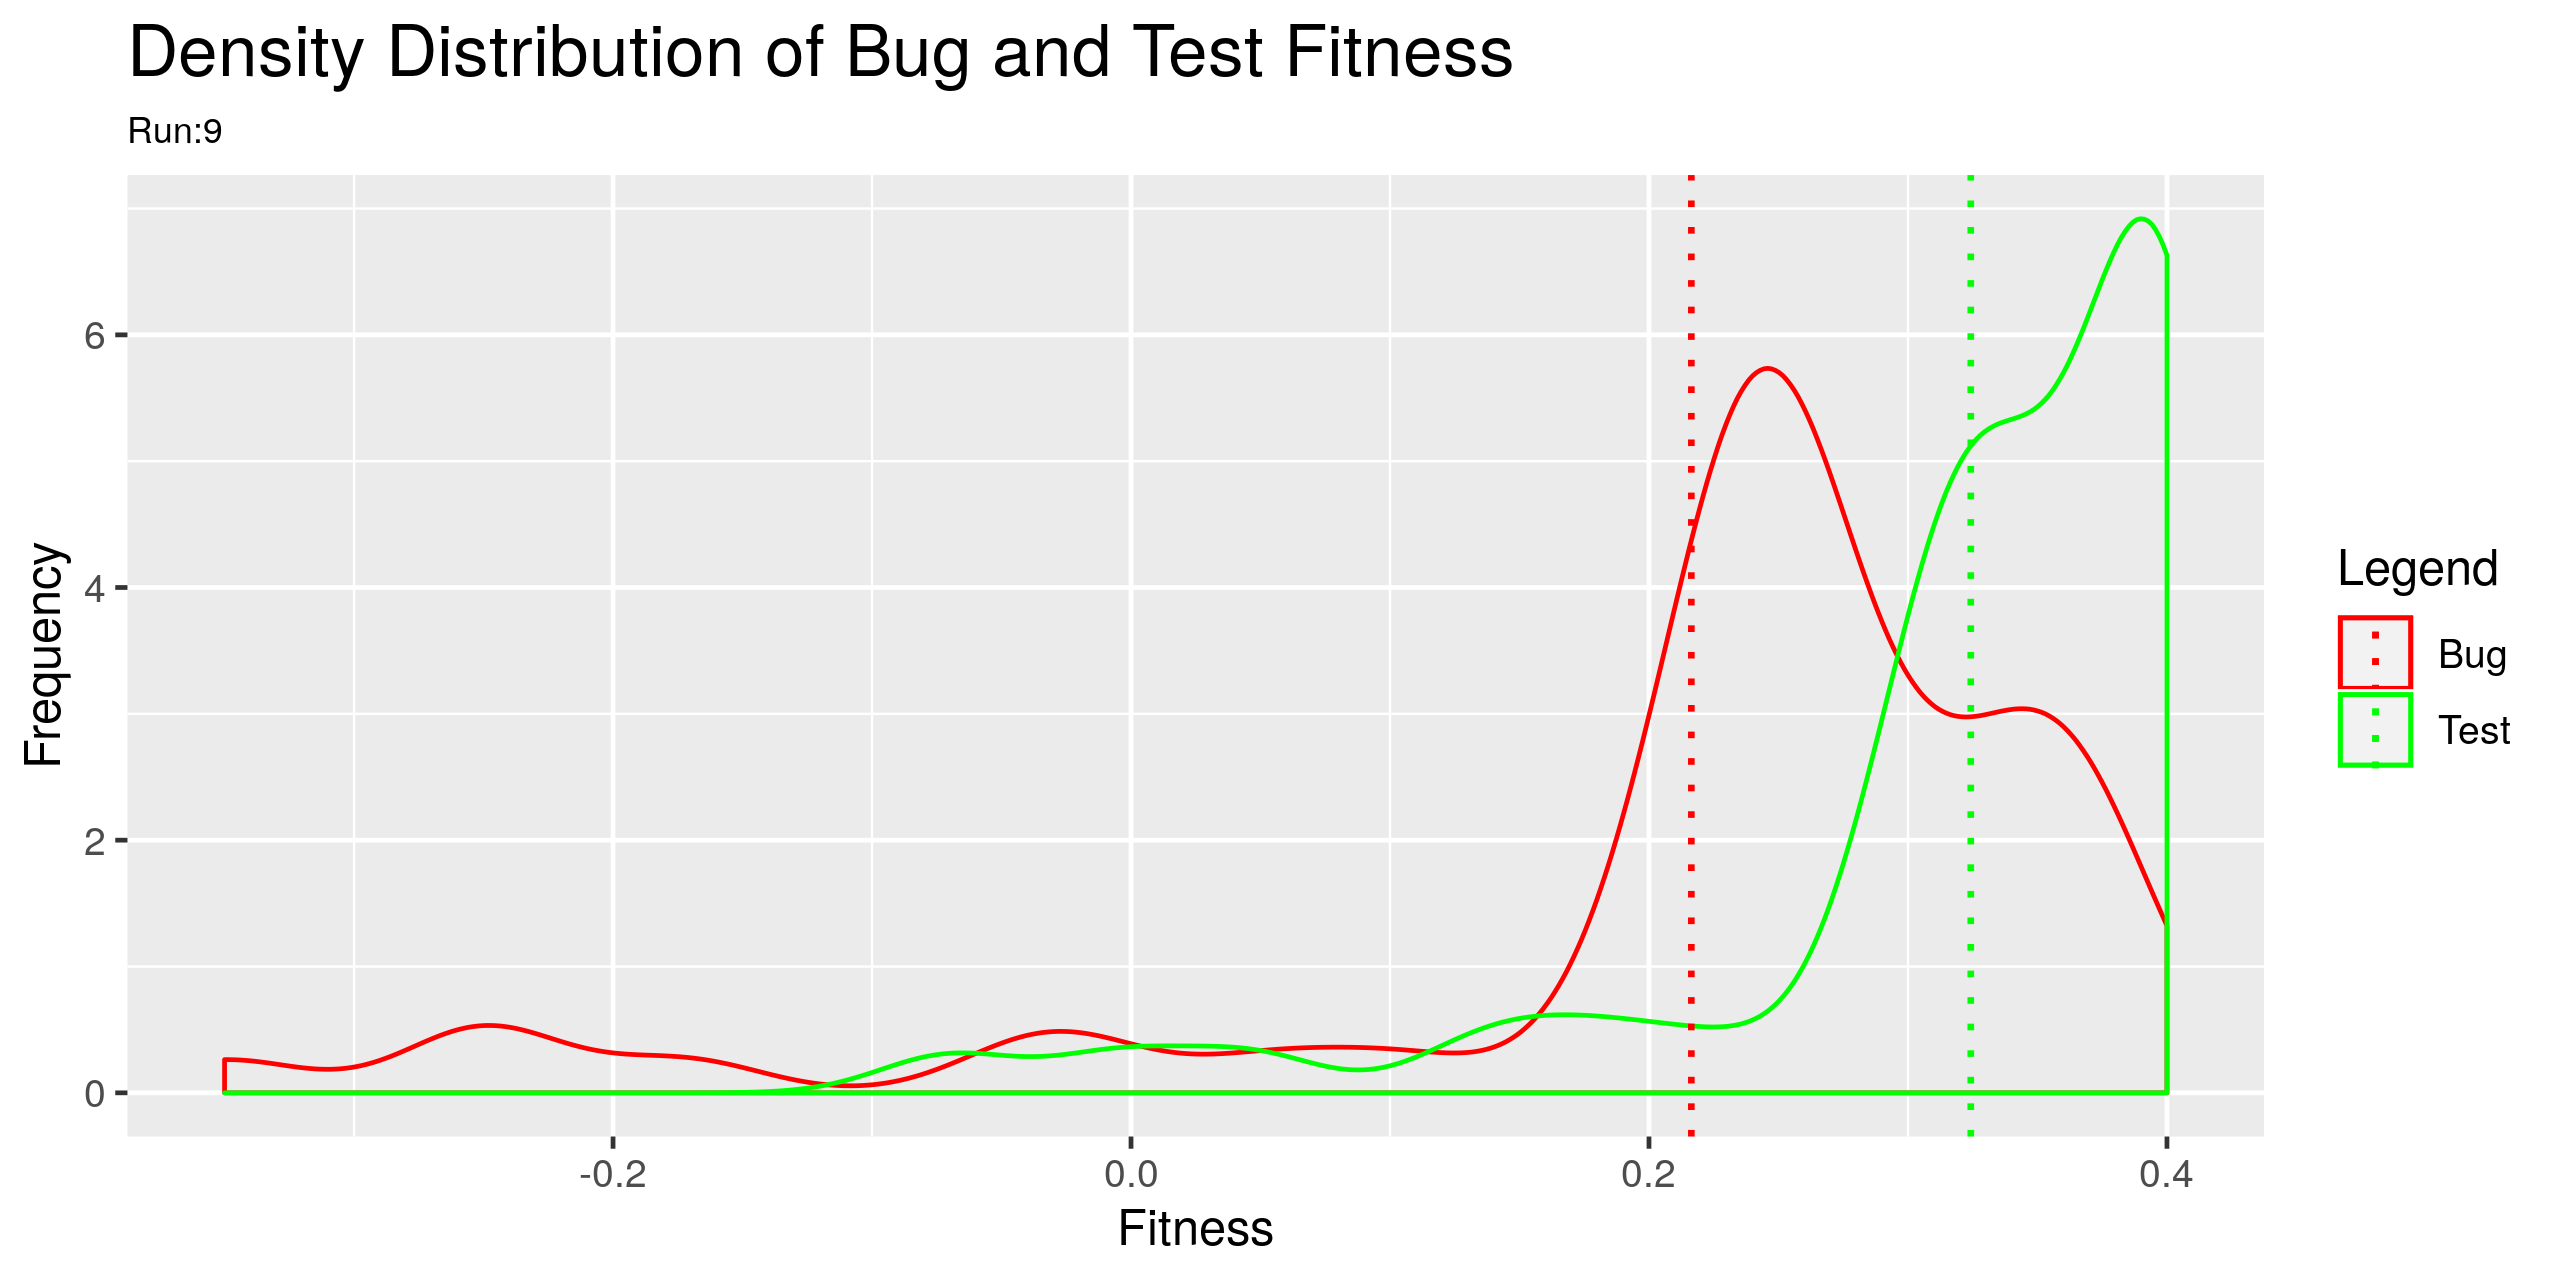 Density Distribution of Bug and Test Fitness
Run:9
Frequency
6
4
2
0
-0.2
0.0
0.2
0.4
Fitness
Legend
Bug
Test